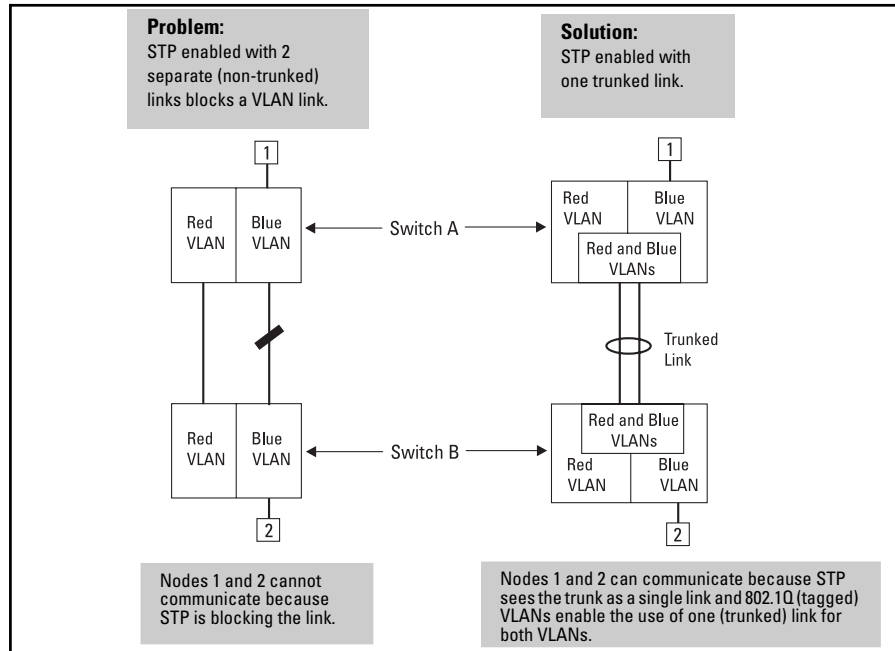 Problem:
STP enabled with 2
separate (non-trunked)
links blocks a VLAN link.
Solution:
STP enabled with
one trunked link.
1
1
Red
VLAN
Blue
VLAN
Switch A
Red
VLAN
Blue
VLAN
Red and Blue
VLANs
Trunked
Link
Red
VLAN
Blue
VLAN
Switch B
Red and Blue
VLANs
Red
VLAN
Blue
VLAN
2
2
Nodes 1 and 2 cannot
communicate because
STP is blocking the link.
Nodes 1 and 2 can communicate because STP
sees the trunk as a single link and 802.1Q (tagged)
VLANs enable the use of one (trunked) link for
both VLANs.